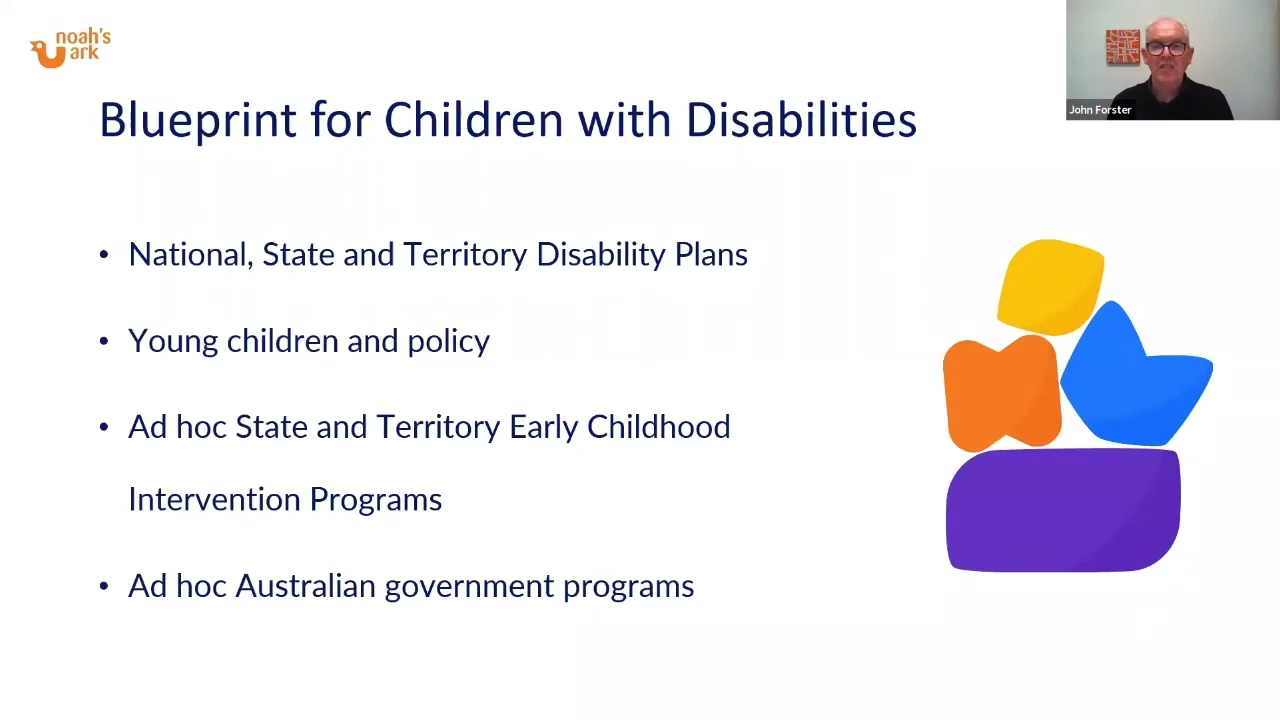 noah's
ark
John Forster
Blueprint for Children with Disabilities
• National, State and Territory Disability Plans
• Young children and policy
• Ad hoc State and Territory Early Childhood
Intervention Programs
• Ad hoc Australian government programs